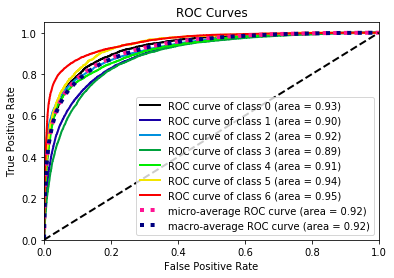 ROC Curves
True Positive Rate
1.0
0.8
0.6
0.4
0.2
0.0
ROC curve of class 0 (area = 0.93)
ROC curve of class 1 (area = 0.90)
ROC curve of class 2 (area = 0.92)
ROC curve of class 3 (area = 0.89)
ROC curve of class 4 (area = 0.91)
ROC curve of class 5 (area = 0.94)
ROC curve of class 6 (area = 0.95)
micro-average ROC curve (area = 0.92)
macro-average ROC curve (area = 0.92)
0.0 0.2 0.4 0.6 0.8 1.0
False Positive Rate